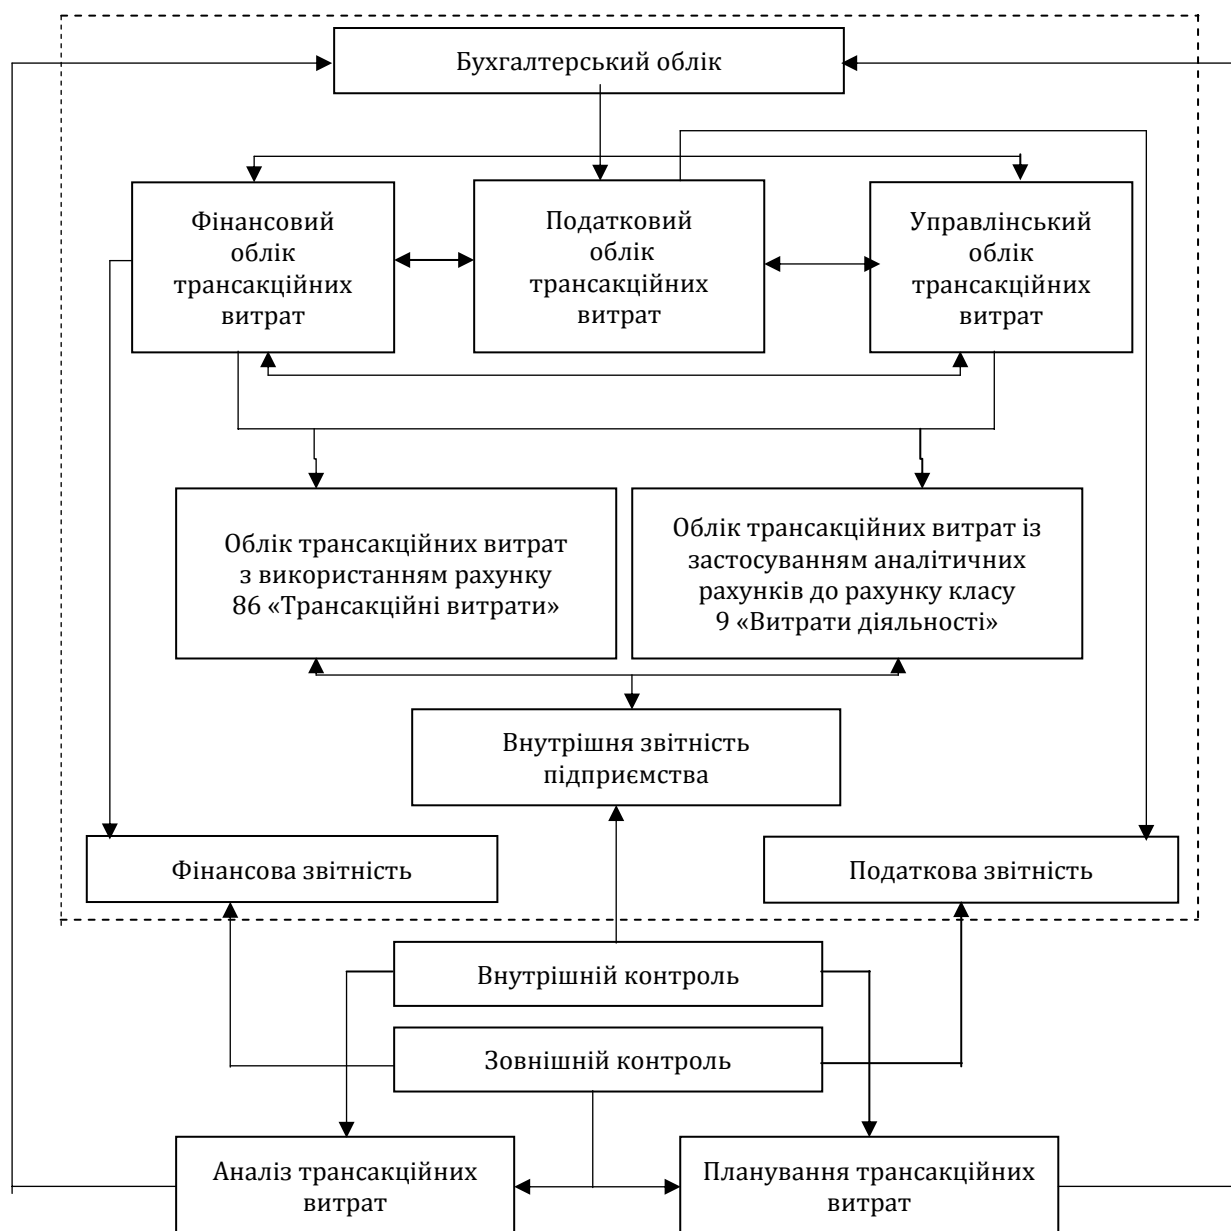 Бухгалтерський облік
Фінансовий
облік
трансакційних
витрат
Податковий
облік
трансакційних
витрат
Управлінський
облік
трансакційних
витрат
Облік трансакційних витрат
з використанням рахунку
86 «Трансакційні витрати»
Облік трансакційних витрат із
застосуванням аналітичних
рахунків до рахунку класу
9 «Витрати діяльності»
Внутрішня звітність
підприємства
Фінансова звітність
Податкова звітність
Внутрішній контроль
Зовнішній контроль
Аналіз трансакційних
витрат
Планування трансакційних
витрат